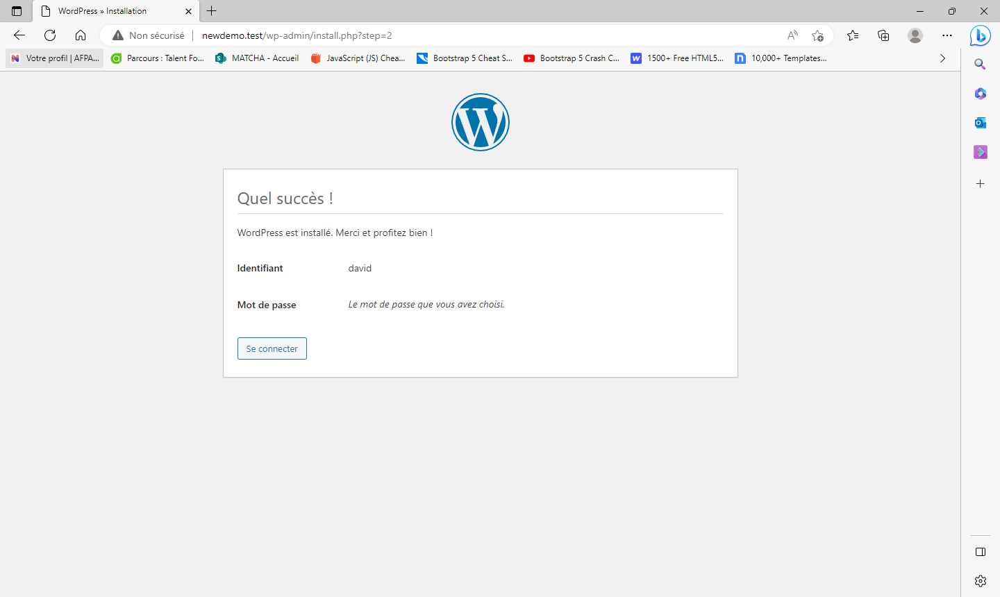 WordPress » Installation
Non sécurisé newdemo.test/wp-admin/install.php?step=2
Votre profil | AFPA... Parcours : Talent Fo... MATCHA - Accueil JavaScript (JS) Chea... Bootstrap 5 Cheat S... Bootstrap 5 Crash C... 1500+ Free HTML5... 10,000+ Templates...
Quel succès !
WordPress est installé. Merci et profitez bien !
Identifiant david
Mot de passe Le mot de passe que vous avez choisi.
Se connecter